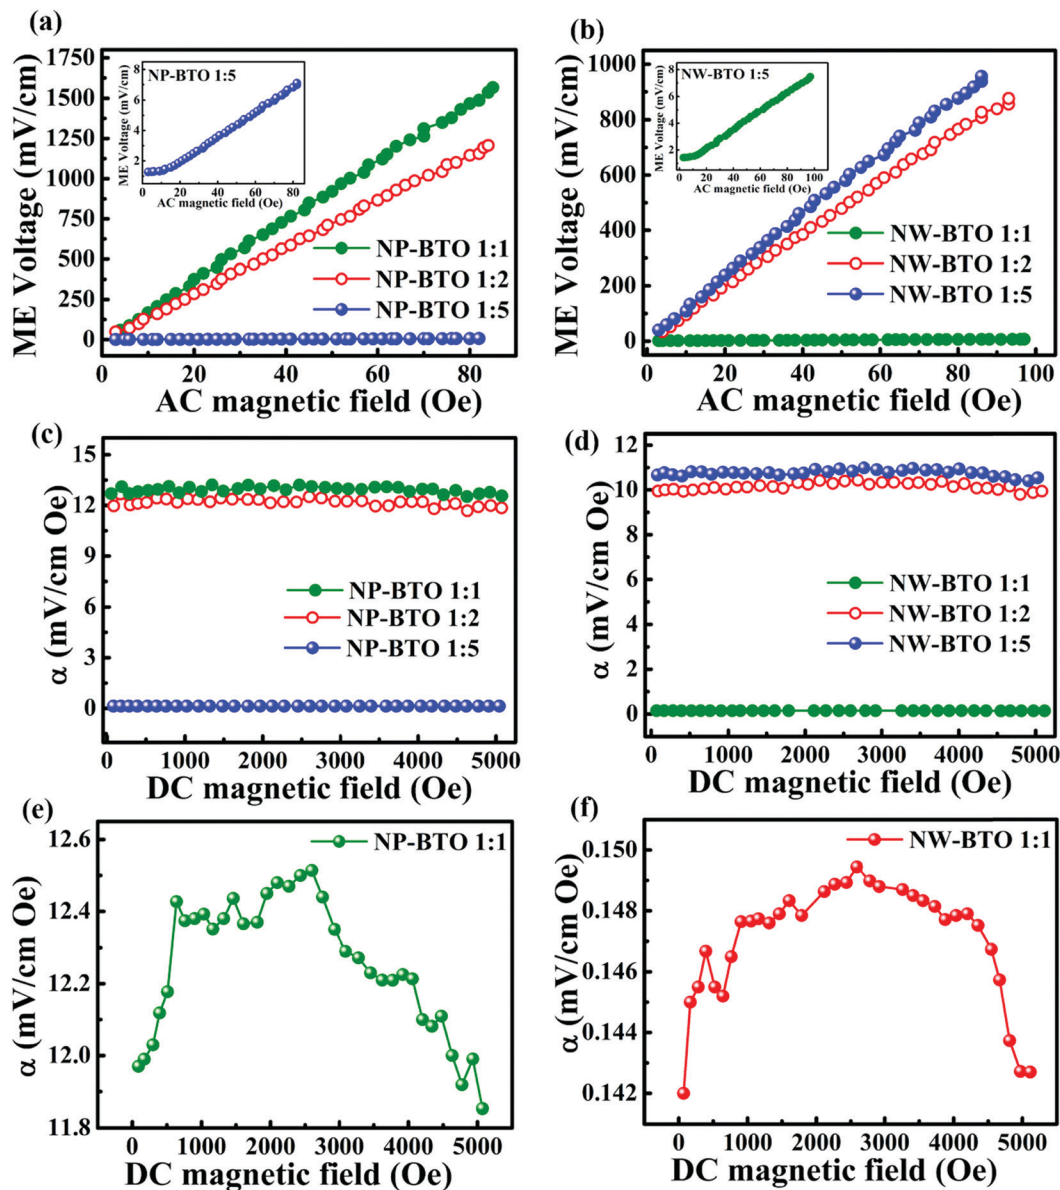 (a)
1750
1500
1250
1000
750
500
250
0
ME Voltage (mV/cm)
0 20 40 60 80
AC magnetic field (Oe)
NP-BTO 1:5
8
6
4
2
ME Voltage (mV/cm)
0 20 40 60 80
AC magnetic field (Oe)
NP-BTO 1:1
NP-BTO 1:2
NP-BTO 1:5
(b)
1000
800
600
400
200
0
ME Voltage (mV/cm)
0 20 40 60 80 100
AC magnetic field (Oe)
NW-BTO 1:5
8
6
4
2
ME Voltage (mV/cm)
0 20 40 60 80 100
AC magnetic field (Oe)
NW-BTO 1:1
NW-BTO 1:2
NW-BTO 1:5
(c)
15
12
9
6
3
0
α (mV/cm Oe)
0 1000 2000 3000 4000 5000
DC magnetic field (Oe)
NP-BTO 1:1
NP-BTO 1:2
NP-BTO 1:5
(d)
12
10
8
6
4
2
0
α (mV/cm Oe)
0 1000 2000 3000 4000 5000
DC magnetic field (Oe)
NW-BTO 1:1
NW-BTO 1:2
NW-BTO 1:5
(e)
12.6
12.4
12.2
12.0
11.8
α (mV/cm Oe)
0 1000 2000 3000 4000 5000
DC magnetic field (Oe)
NP-BTO 1:1
(f)
0.150
0.148
0.146
0.144
0.142
α (mV/cm Oe)
0 1000 2000 3000 4000 5000
DC magnetic field (Oe)
NW-BTO 1:1